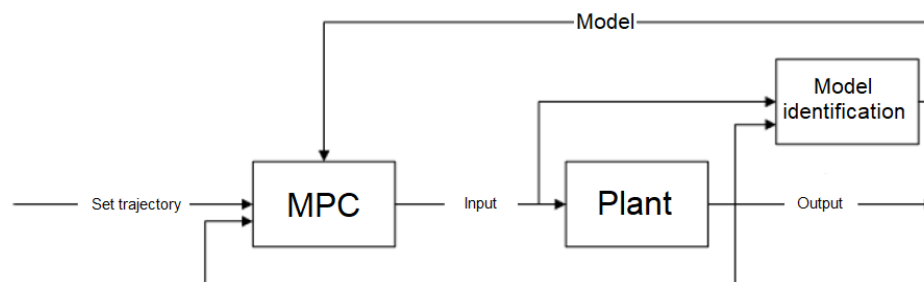 Model
Model
identification
Set trajectory
MPC
Input
Plant
Output